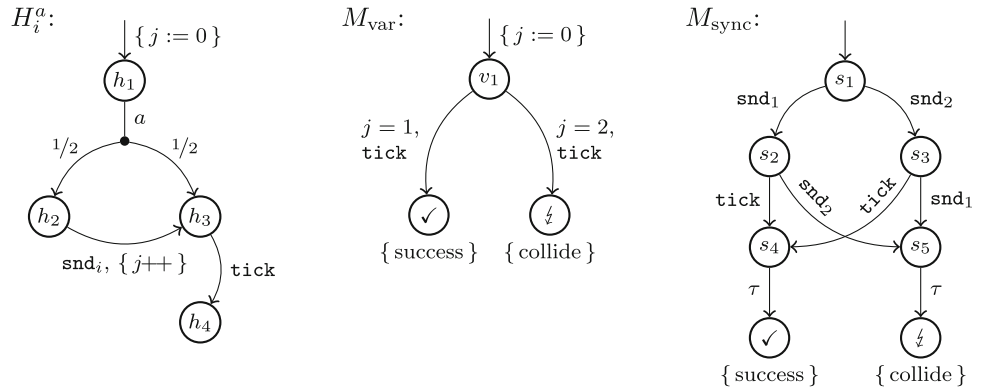 H_i^a:
{ j := 0 }
h_1
a
1/2 1/2
h_2 h_3
snd_i, { j++ }
tick
h_4
M_var:
{ j := 0 }
v_1
j = 1, j = 2,
tick tick
✓ ↯
{ success } { collide }
M_sync:
s_1
snd_1 snd_2
s_2 s_3
tick snd_2 tick snd_1
s_4 s_5
τ τ
✓ ↯
{ success } { collide }